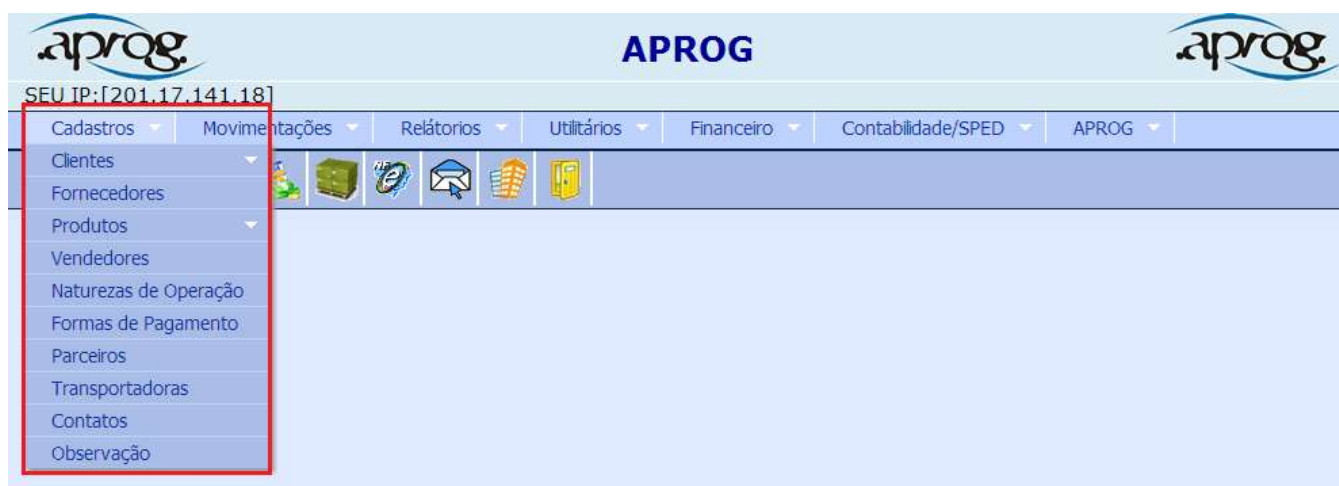 aprog. APROG aprog.
SEU IP:[201.17.141.18]
Cadastros Movimentações Relátorios Utilitários Financeiro Contabilidade/SPED APROG
Clientes
Fornecedores
Produtos
Vendedores
Naturezas de Operação
Formas de Pagamento
Parceiros
Transportadoras
Contatos
Observação